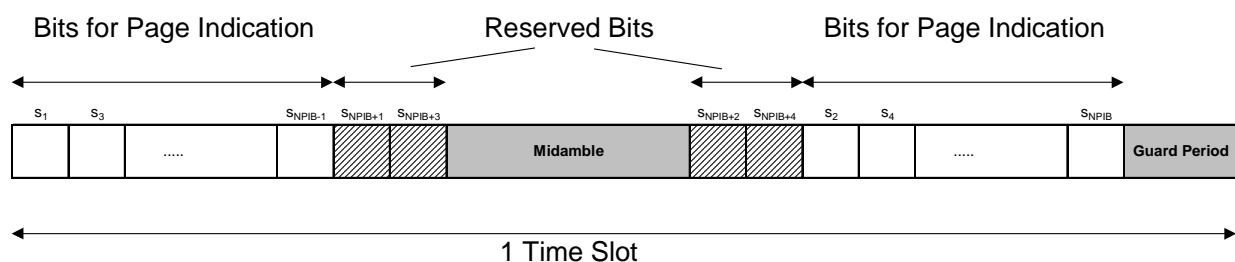 Bits for Page Indication Reserved Bits Bits for Page Indication
s1 s3 sNPIB-1 sNPIB+1 sNPIB+3 sNPIB+2 sNPIB+4 s2 s4 sNPIB
..... Midamble ..... Guard Period
1 Time Slot